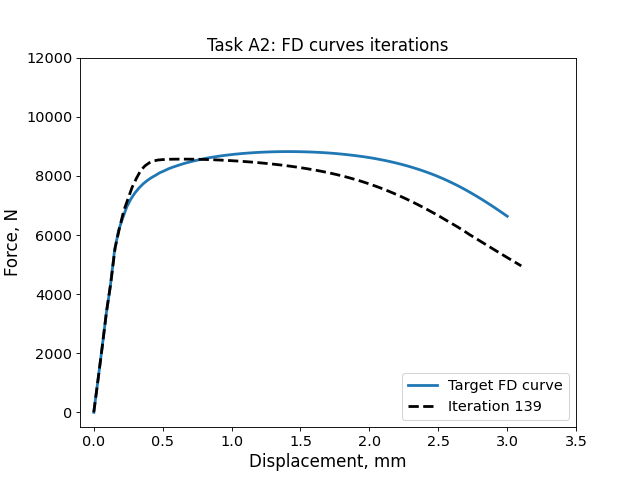 Task A2: FD curves iterations
12000
10000
8000
6000
4000
2000
0
Force, N
0.0 0.5 1.0 1.5 2.0 2.5 3.0 3.5
Displacement, mm
Target FD curve
Iteration 139